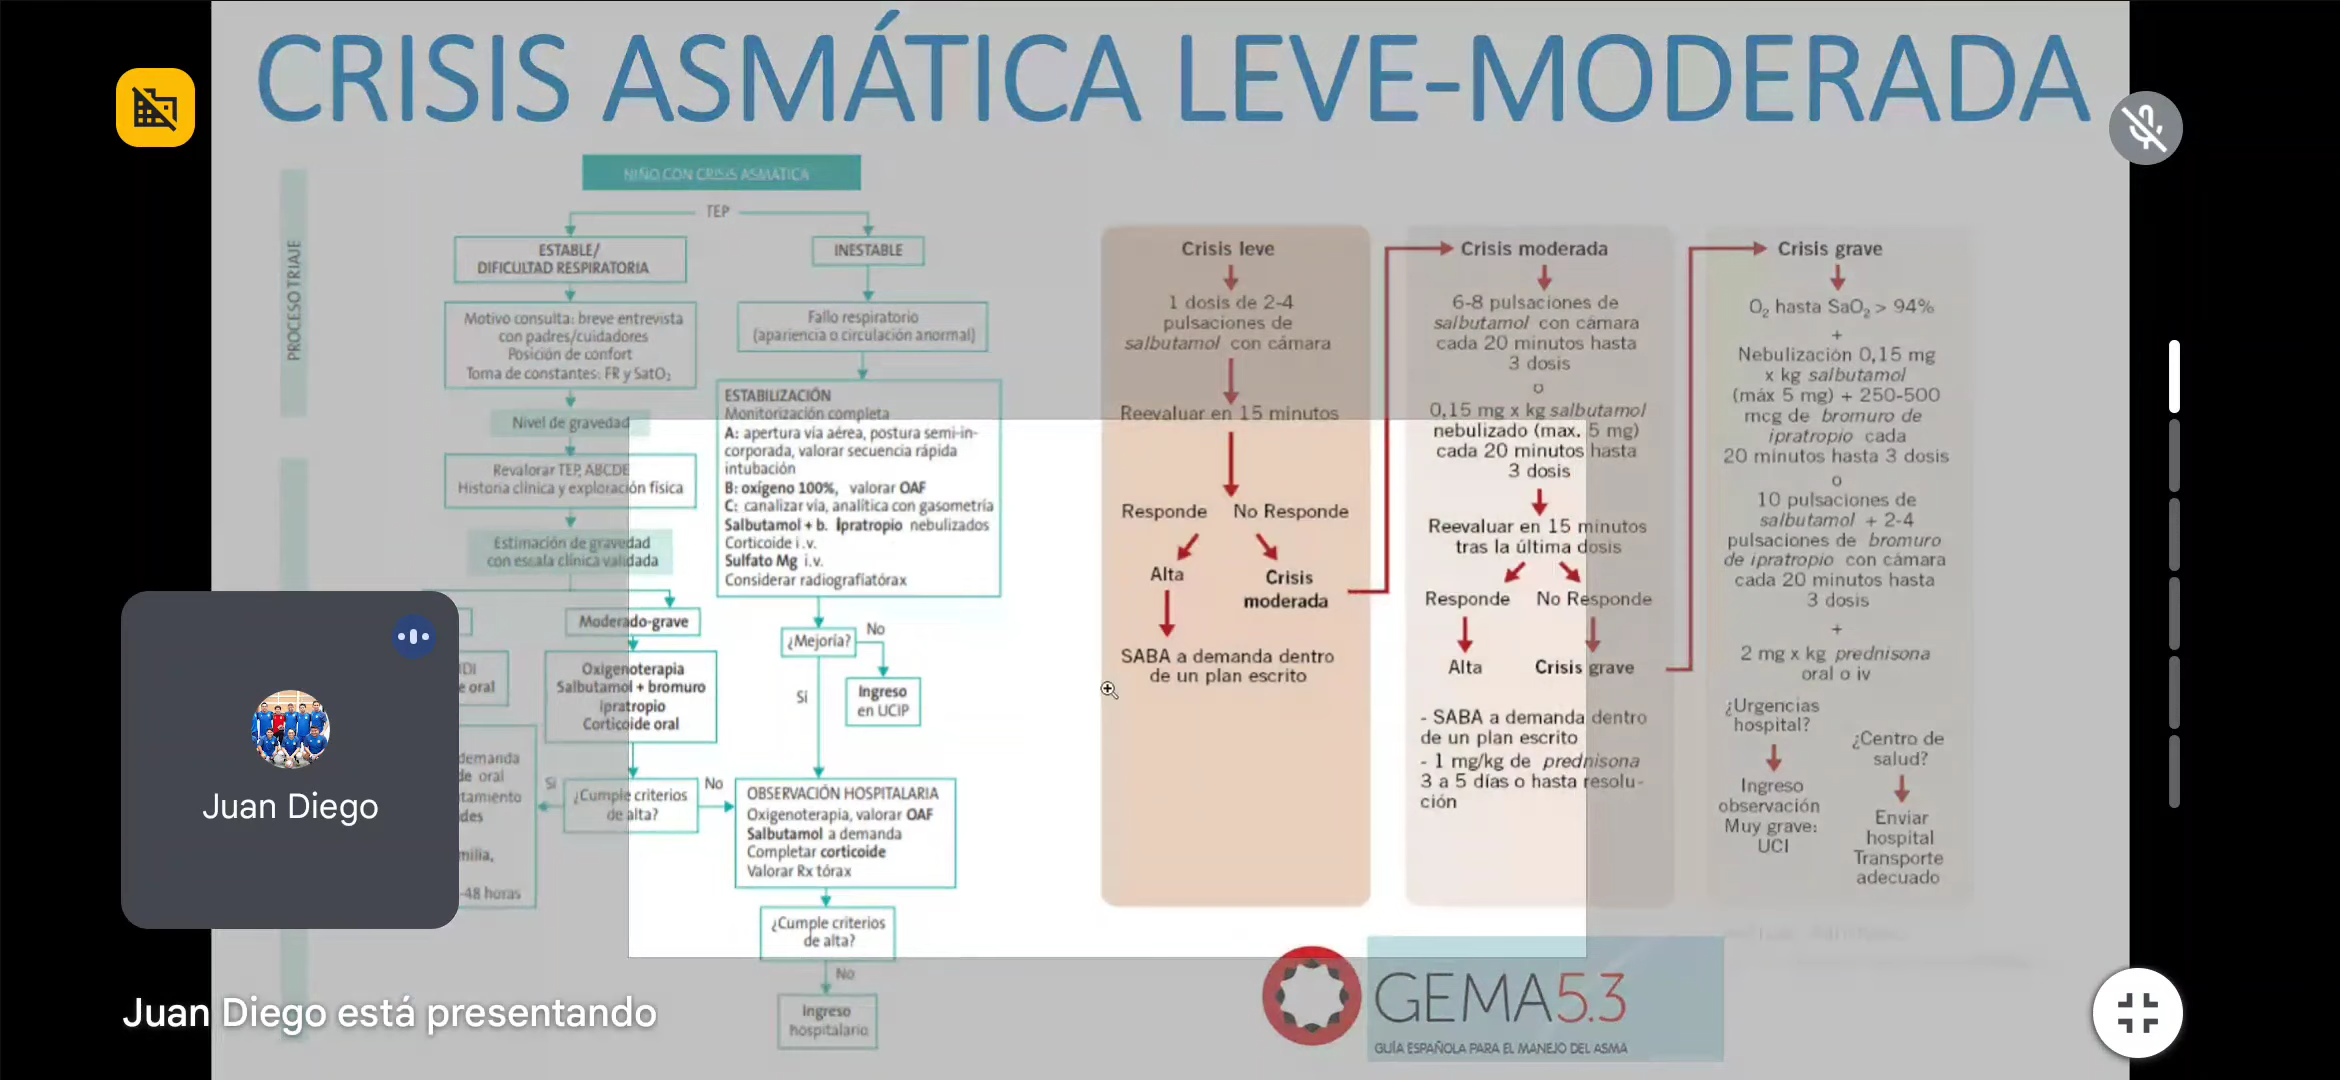 CRISIS ASMÁTICA LEVE-MODERADA
NIÑO CON CRISIS ASMÁTICA
TEP
PROCESO TRIAJE
ESTABLE/
DIFICULTAD RESPIRATORIA
Motivo consulta: breve entrevista
con padres/cuidadores
Posición de confort
Toma de constantes: FR y SatO₂
Nivel de gravedad
Revalorar TEP, ABCDE
Historia clínica y exploración física
Estimación de gravedad
con escala clínica validada
Moderado-grave
Oxigenoterapia
Salbutamol + bromuro
ipratropio
Corticoide oral
IDI
e oral
demanda
de oral
tamiento
des
milia,
-48 horas
Si
¿Cumple criterios
de alta?
No
INESTABLE
Fallo respiratorio
(apariencia o circulación anormal)
ESTABILIZACIÓN
Monitorización completa
A: apertura vía aérea, postura semi-in-
corporada, valorar secuencia rápida
intubación
B: oxígeno 100%, valorar OAF
C: canalizar vía, analítica con gasometría
Salbutamol + b. Ipratropio nebulizados
Corticoide i.v.
Sulfato Mg i.v.
Considerar radiografíatórax
¿Mejoría?
No
Si
Ingreso
en UCIP
OBSERVACIÓN HOSPITALARIA
Oxigenoterapia, valorar OAF
Salbutamol a demanda
Completar corticoide
Valorar Rx tórax
¿Cumple criterios
de alta?
No
Ingreso
hospitalario
Crisis leve
1 dosis de 2-4
pulsaciones de
salbutamol con cámara
Reevaluar en 15 minutos
Responde No Responde
Alta
Crisis
moderada
SABA a demanda dentro
de un plan escrito
Crisis moderada
6-8 pulsaciones de
salbutamol con cámara
cada 20 minutos hasta
3 dosis
o
0,15 mg x kg salbutamol
nebulizado (max. 5 mg)
cada 20 minutos hasta
3 dosis
Reevaluar en 15 minutos
tras la última dosis
Responde No Responde
Alta Crisis grave
- SABA a demanda dentro
de un plan escrito
- 1 mg/kg de prednisona
3 a 5 días o hasta resolu-
ción
Crisis grave
O₂ hasta SaO₂ > 94%
+
Nebulización 0,15 mg
x kg salbutamol
(máx 5 mg) + 250-500
mcg de bromuro de
ipratropio cada
20 minutos hasta 3 dosis
o
10 pulsaciones de
salbutamol + 2-4
pulsaciones de bromuro
de ipratropio con cámara
cada 20 minutos hasta
3 dosis
+
2 mg x kg prednisona
oral o iv
¿Urgencias
hospital?
Ingreso
observación
Muy grave:
UCI
¿Centro de
salud?
Enviar
hospital
Transporte
adecuado
GEMA5.3
GUÍA ESPAÑOLA PARA EL MANEJO DEL ASMA
Juan Diego
Juan Diego está presentando